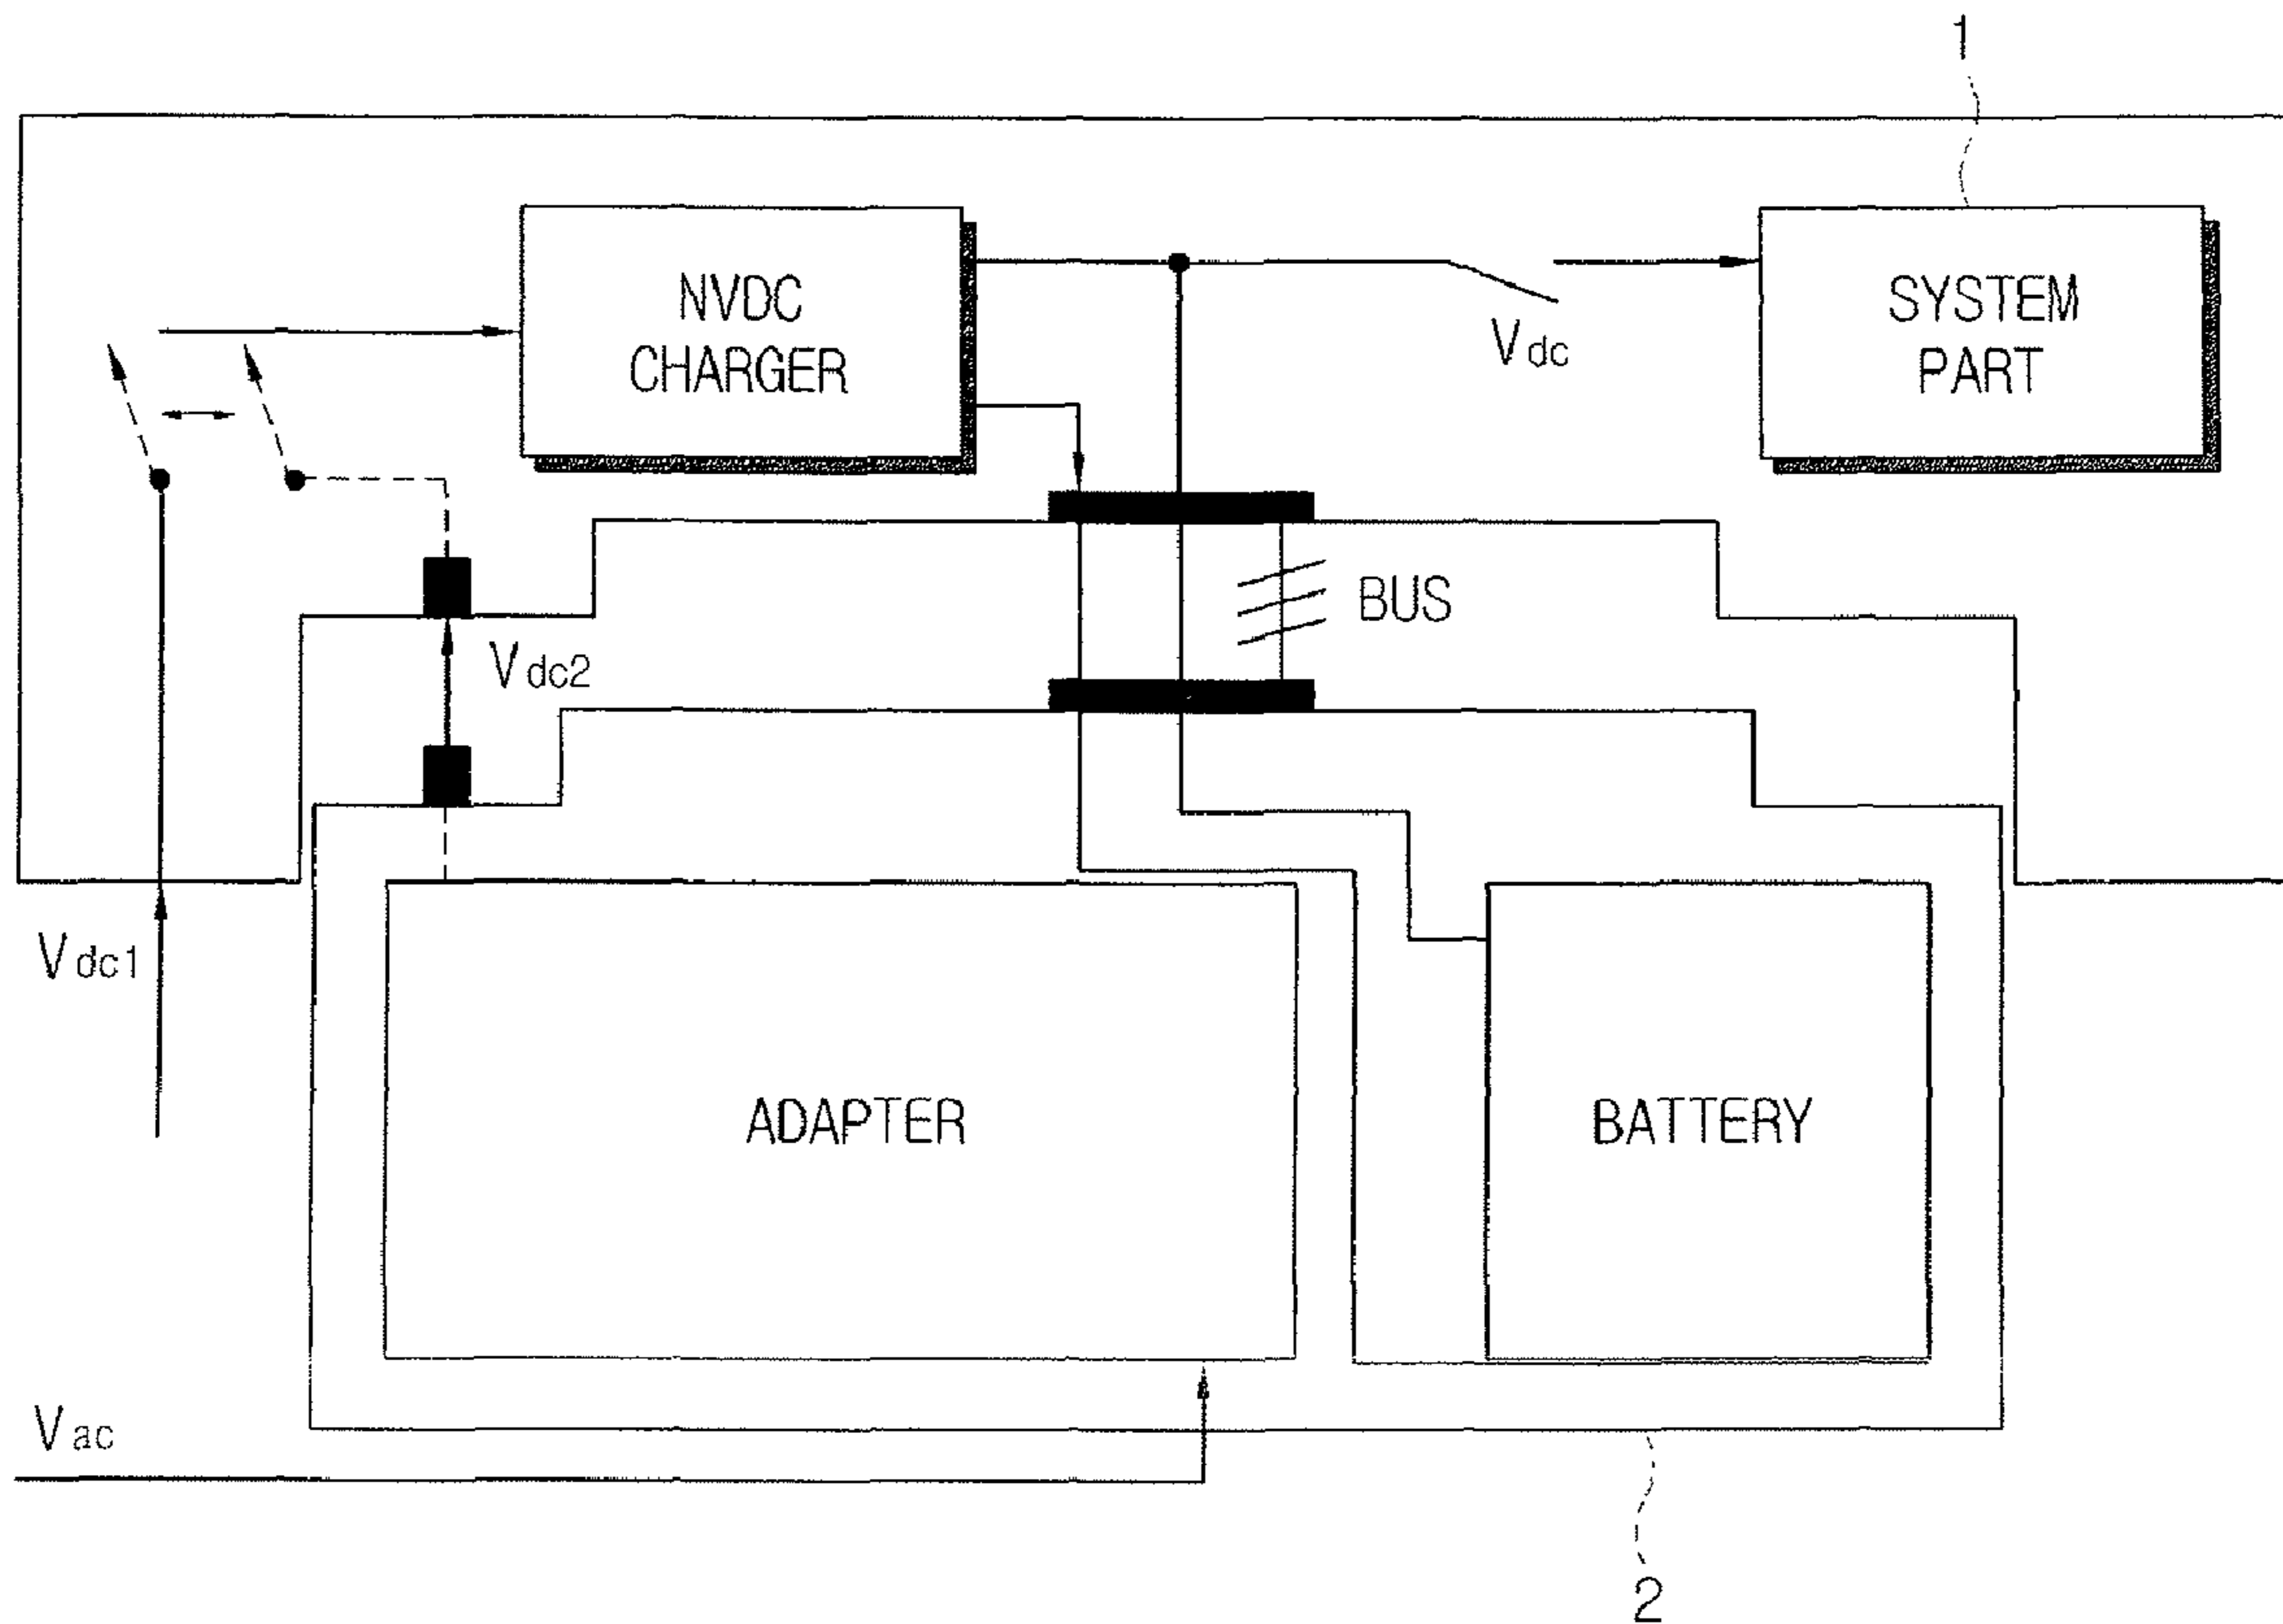 1
NVDC
CHARGER
SYSTEM
PART
Vdc
BUS
Vdc2
Vdc1
ADAPTER
BATTERY
Vac
2